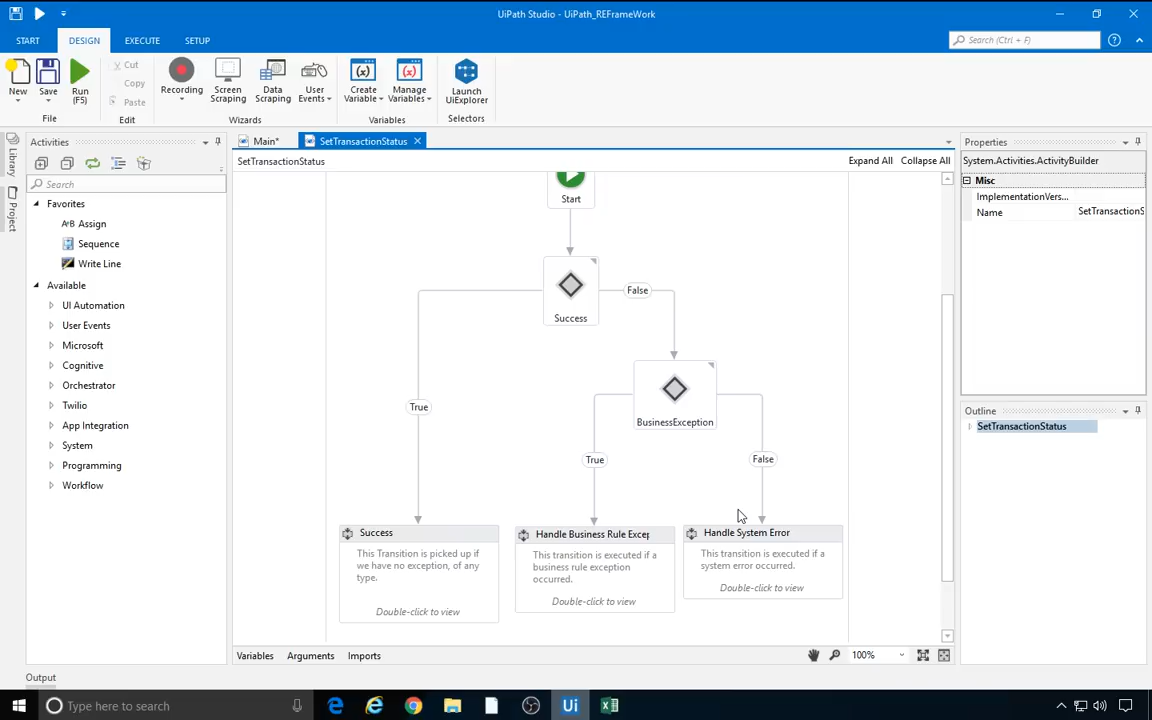 UiPath Studio - UiPath_REFrameWork
START
DESIGN
EXECUTE
SETUP
Search (Ctrl + F)
New
Save
Run
(F5)
Cut
Copy
Paste
Recording
Screen
Scraping
Data
Scraping
User
Events
Create
Variable
Manage
Variables
Launch
UiExplorer
File
Edit
Wizards
Variables
Selectors
Library
Project
Activities
Search
Favorites
A+B Assign
Sequence
Write Line
Available
UI Automation
User Events
Microsoft
Cognitive
Orchestrator
Twilio
App Integration
System
Programming
Workflow
Main*
SetTransactionStatus
SetTransactionStatus
Expand All
Collapse All
Start
Success
False
True
BusinessException
True
False
Success
This Transition is picked up if
we have no exception, of any
type.
Double-click to view
Handle Business Rule Excep
This transition is executed if a
business rule exception
occurred.
Double-click to view
Handle System Error
This transition is executed if a
system error occurred.
Double-click to view
Variables
Arguments
Imports
100%
Properties
System.Activities.ActivityBuilder
Misc
ImplementationVers...
Name
SetTransactionS
Outline
SetTransactionStatus
Output
Type here to search
Ui